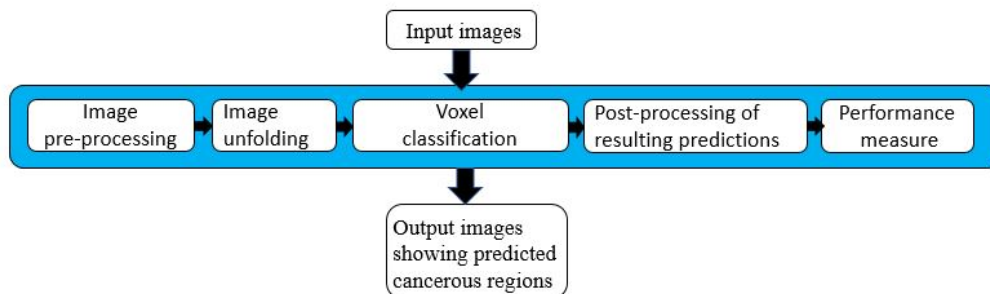 Input images
Image
pre-processing
Image
unfolding
Voxel
classification
Post-processing of
resulting predictions
Performance
measure
Output images
showing predicted
cancerous regions